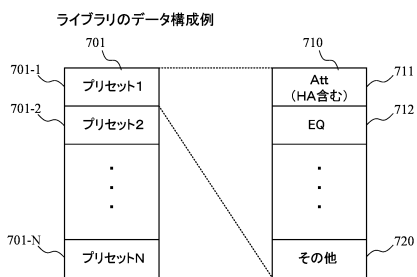 ライブラリのデータ構成例
701
710
701-1
プリセット1
Att
(HA含む)
711
701-2
プリセット2
EQ
712
701-N
プリセットN
その他
720